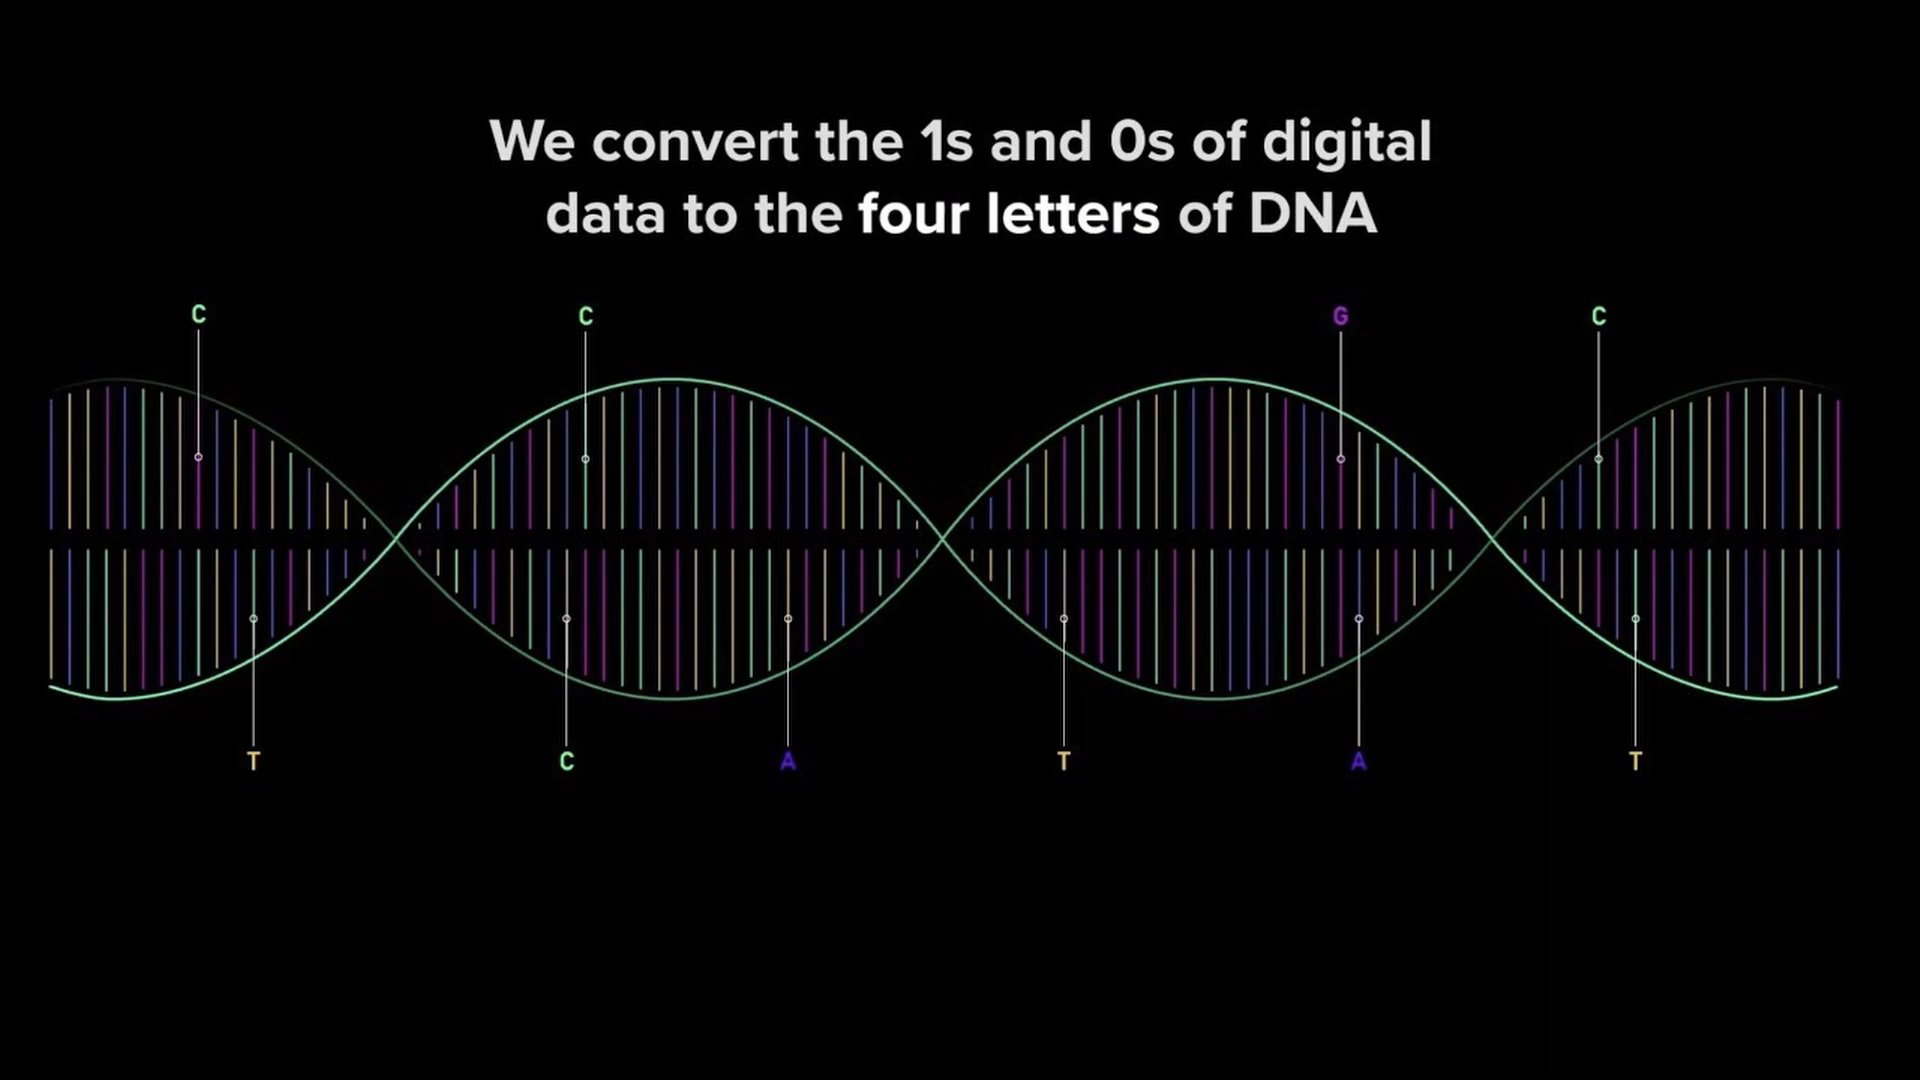 We convert the 1s and 0s of digital
data to the four letters of DNA
C C G C
T C A T A T